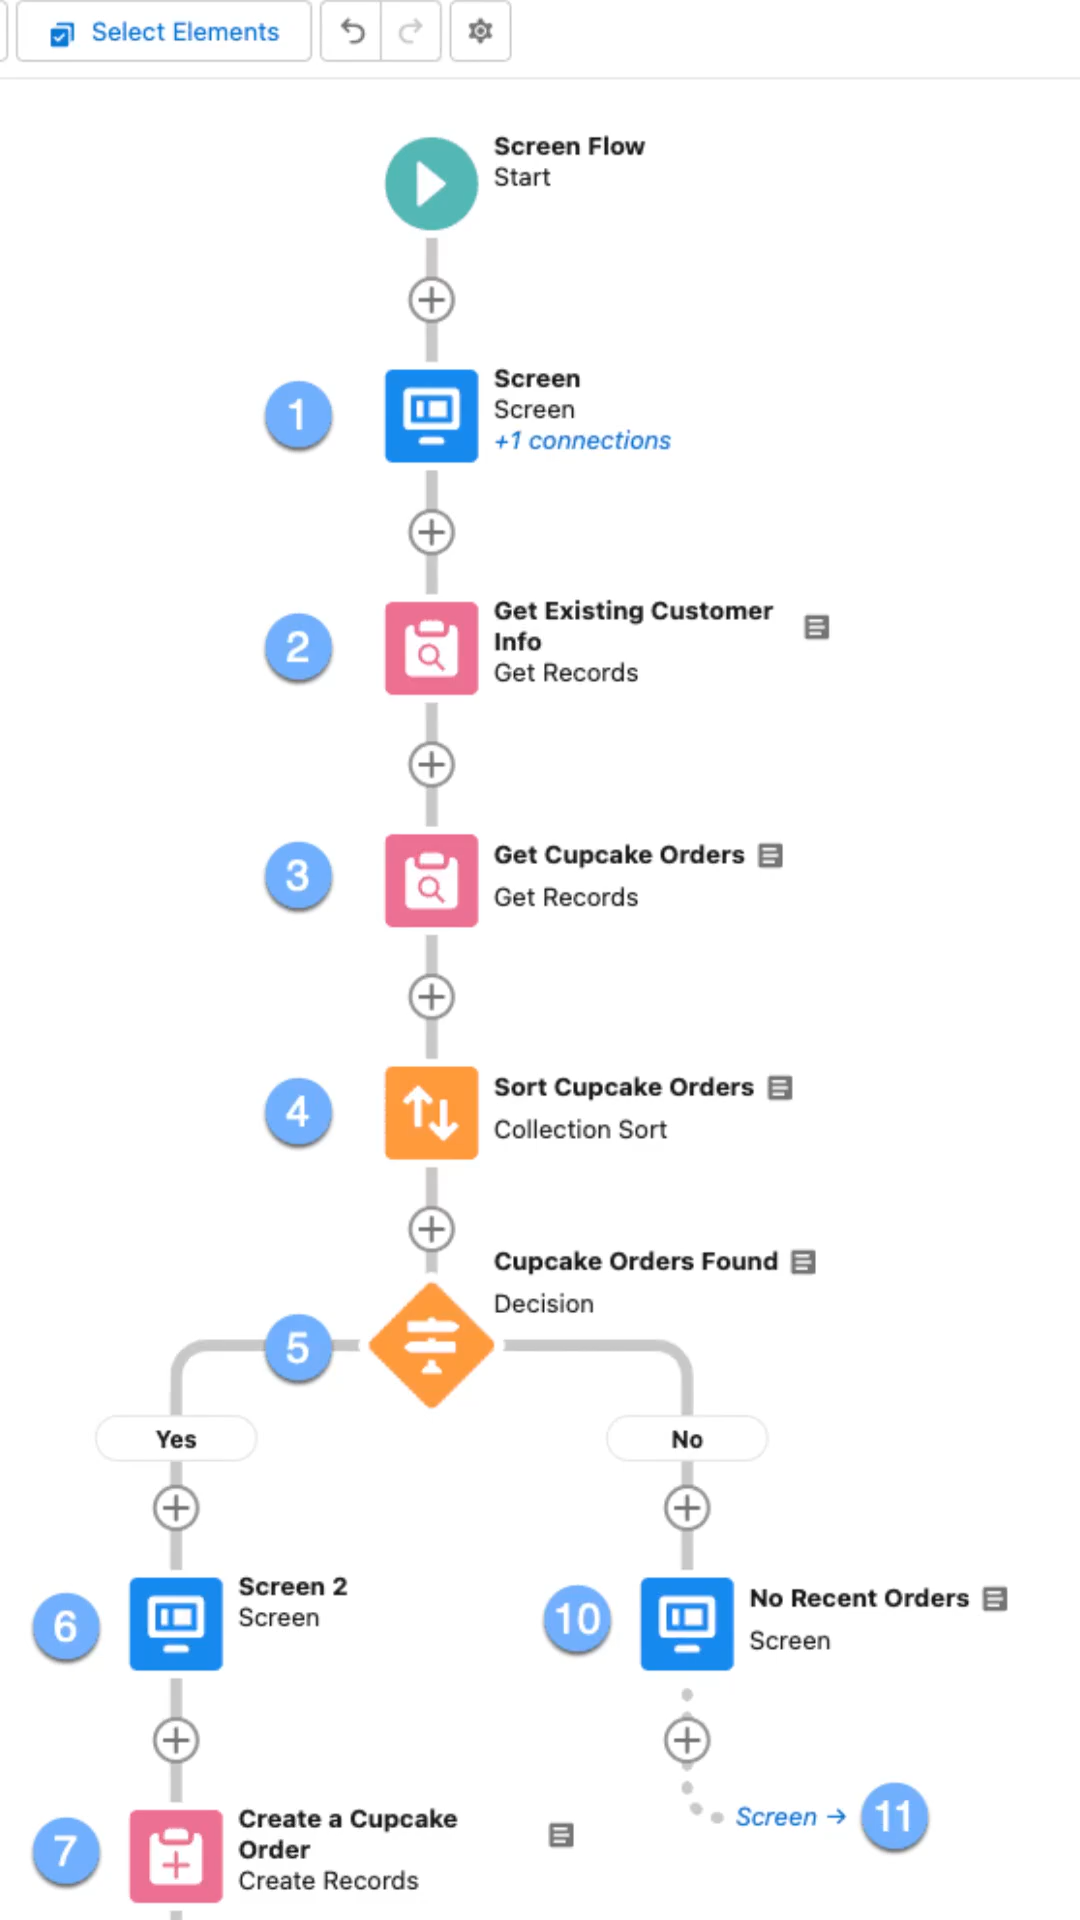 Select Elements
Screen Flow
Start
1
Screen
Screen
+1 connections
2
Get Existing Customer
Info
Get Records
3
Get Cupcake Orders
Get Records
4
Sort Cupcake Orders
Collection Sort
Cupcake Orders Found
Decision
5
Yes
No
6
Screen 2
Screen
10
No Recent Orders
Screen
7
Create a Cupcake
Order
Create Records
Screen →
11